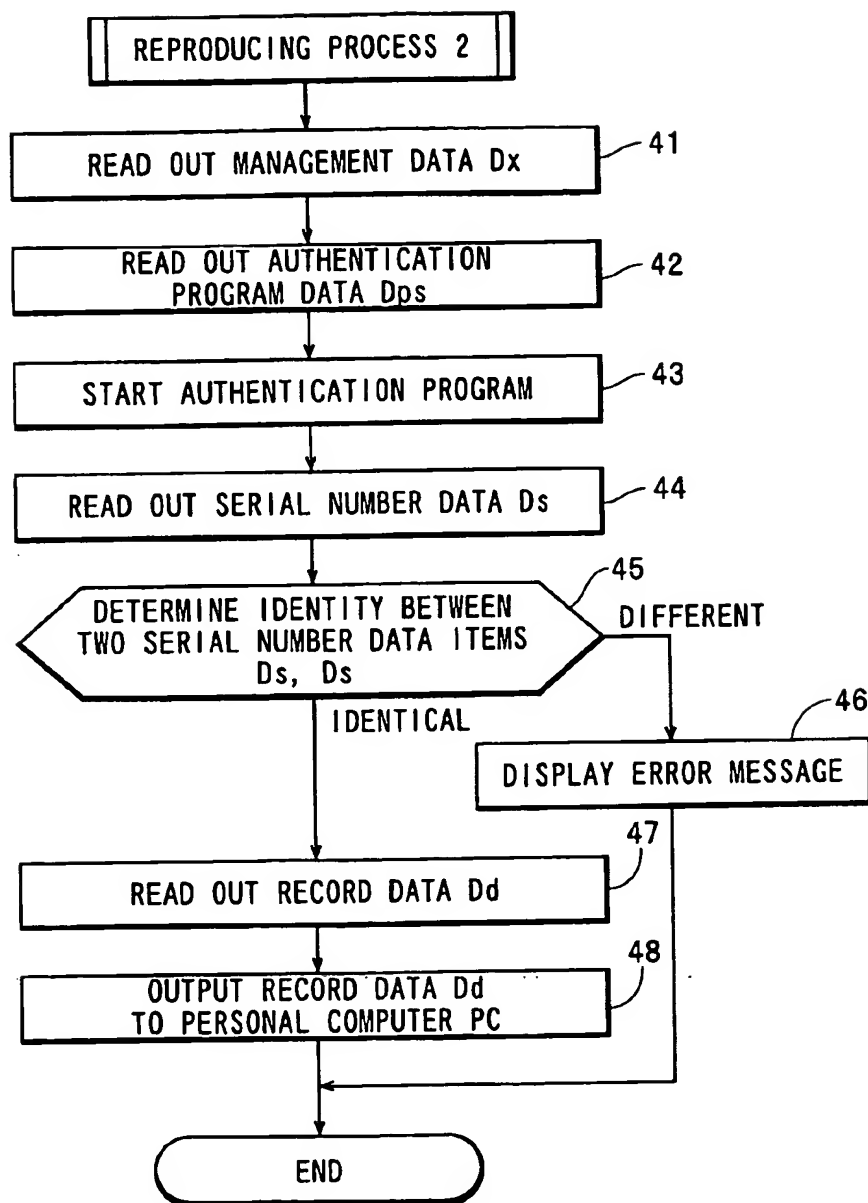 REPRODUCING PROCESS 2
READ OUT MANAGEMENT DATA Dx
41
READ OUT AUTHENTICATION
PROGRAM DATA Dps
42
START AUTHENTICATION PROGRAM
43
READ OUT SERIAL NUMBER DATA Ds
44
45
DETERMINE IDENTITY BETWEEN
TWO SERIAL NUMBER DATA ITEMS
Ds, Ds
DIFFERENT
IDENTICAL
46
DISPLAY ERROR MESSAGE
47
READ OUT RECORD DATA Dd
48
OUTPUT RECORD DATA Dd
TO PERSONAL COMPUTER PC
END